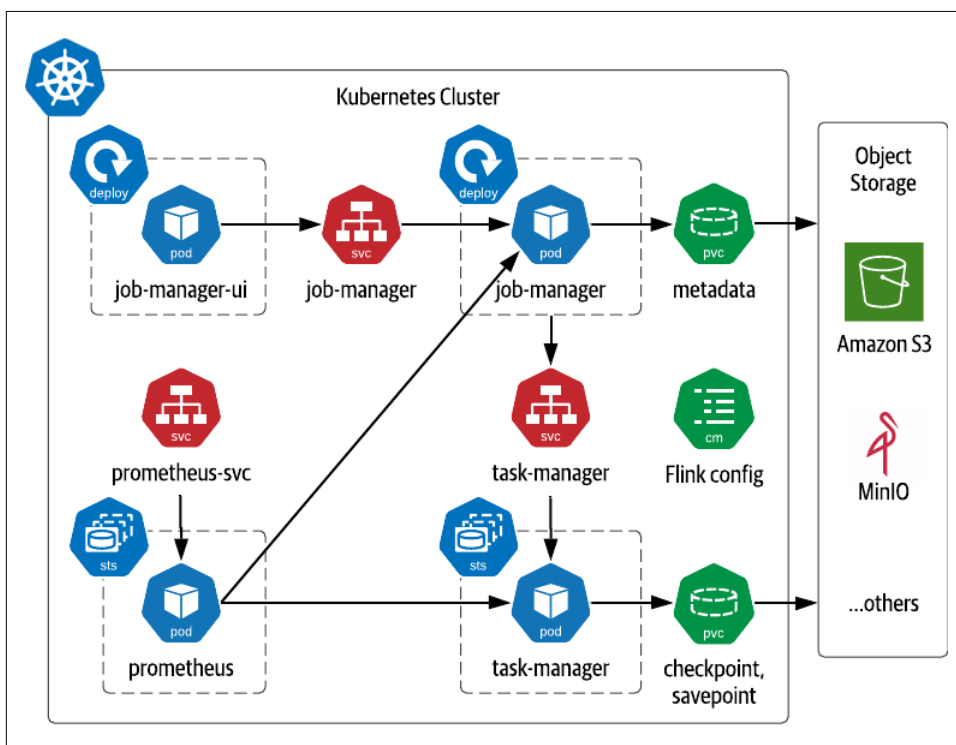 Kubernetes Cluster
deploy
pod
job-manager-ui
svc
job-manager
deploy
pod
job-manager
pvc
metadata
Object
Storage
Amazon S3
MinIO
...others
svc
prometheus-svc
svc
task-manager
cm
Flink config
sts
pod
prometheus
sts
pod
task-manager
pvc
checkpoint,
savepoint